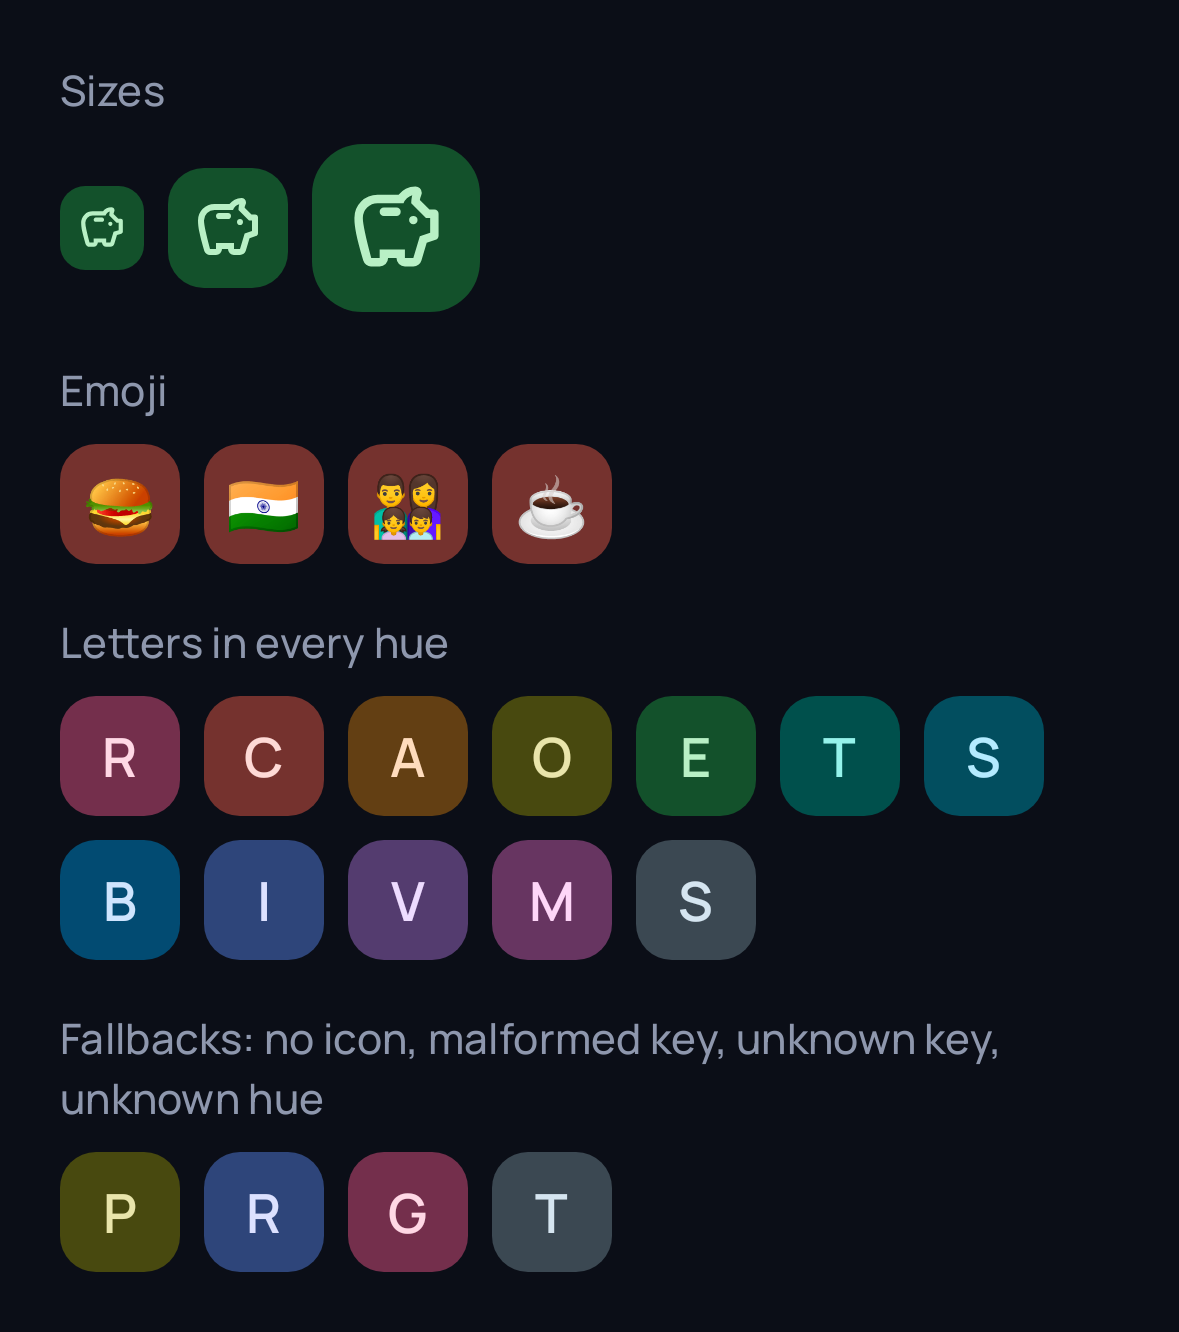 Sizes
Emoji
Letters in every hue
R C A O E T S
B I V M S
Fallbacks: no icon, malformed key, unknown key,
unknown hue
P R G T